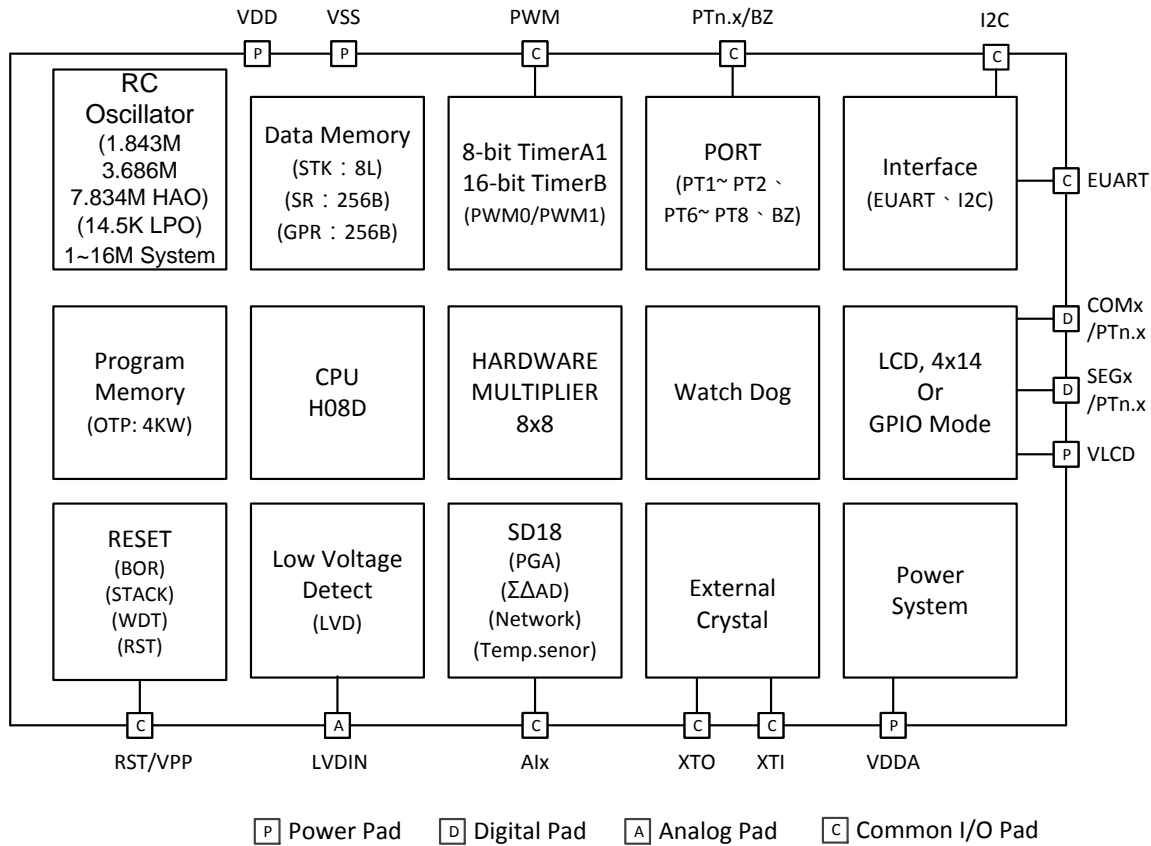 VDD
VSS
PWM
PTn.x/BZ
I2C
P
P
C
C
C
RC
Oscillator
(1.843M
3.686M
7.834M HAO)
(14.5K LPO)
1~16M System
Data Memory
(STK：8L)
(SR：256B)
(GPR：256B)
8-bit TimerA1
16-bit TimerB
(PWM0/PWM1)
PORT
(PT1~ PT2、
PT6~ PT8、BZ)
Interface
(EUART、I2C)
C
EUART
Program
Memory
(OTP: 4KW)
CPU
H08D
HARDWARE
MULTIPLIER
8x8
Watch Dog
LCD, 4x14
Or
GPIO Mode
D
COMx
/PTn.x
D
SEGx
/PTn.x
P
VLCD
RESET
(BOR)
(STACK)
(WDT)
(RST)
Low Voltage
Detect
(LVD)
SD18
(PGA)
(ΣΔAD)
(Network)
(Temp.senor)
External
Crystal
Power
System
C
A
C
C
C
P
RST/VPP
LVDIN
AIx
XTO
XTI
VDDA
P Power Pad
D Digital Pad
A Analog Pad
C Common I/O Pad